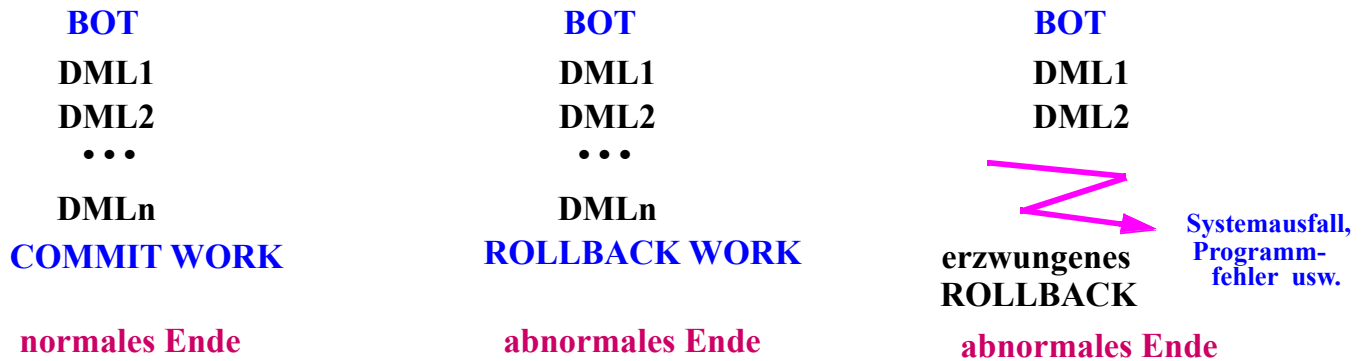 BOT
DML1
DML2
•••
DMLn
COMMIT WORK
normales Ende
BOT
DML1
DML2
•••
DMLn
ROLLBACK WORK
abnormales Ende
BOT
DML1
DML2
Systemausfall,
Programm-
fehler usw.
erzwungenes
ROLLBACK
abnormales Ende